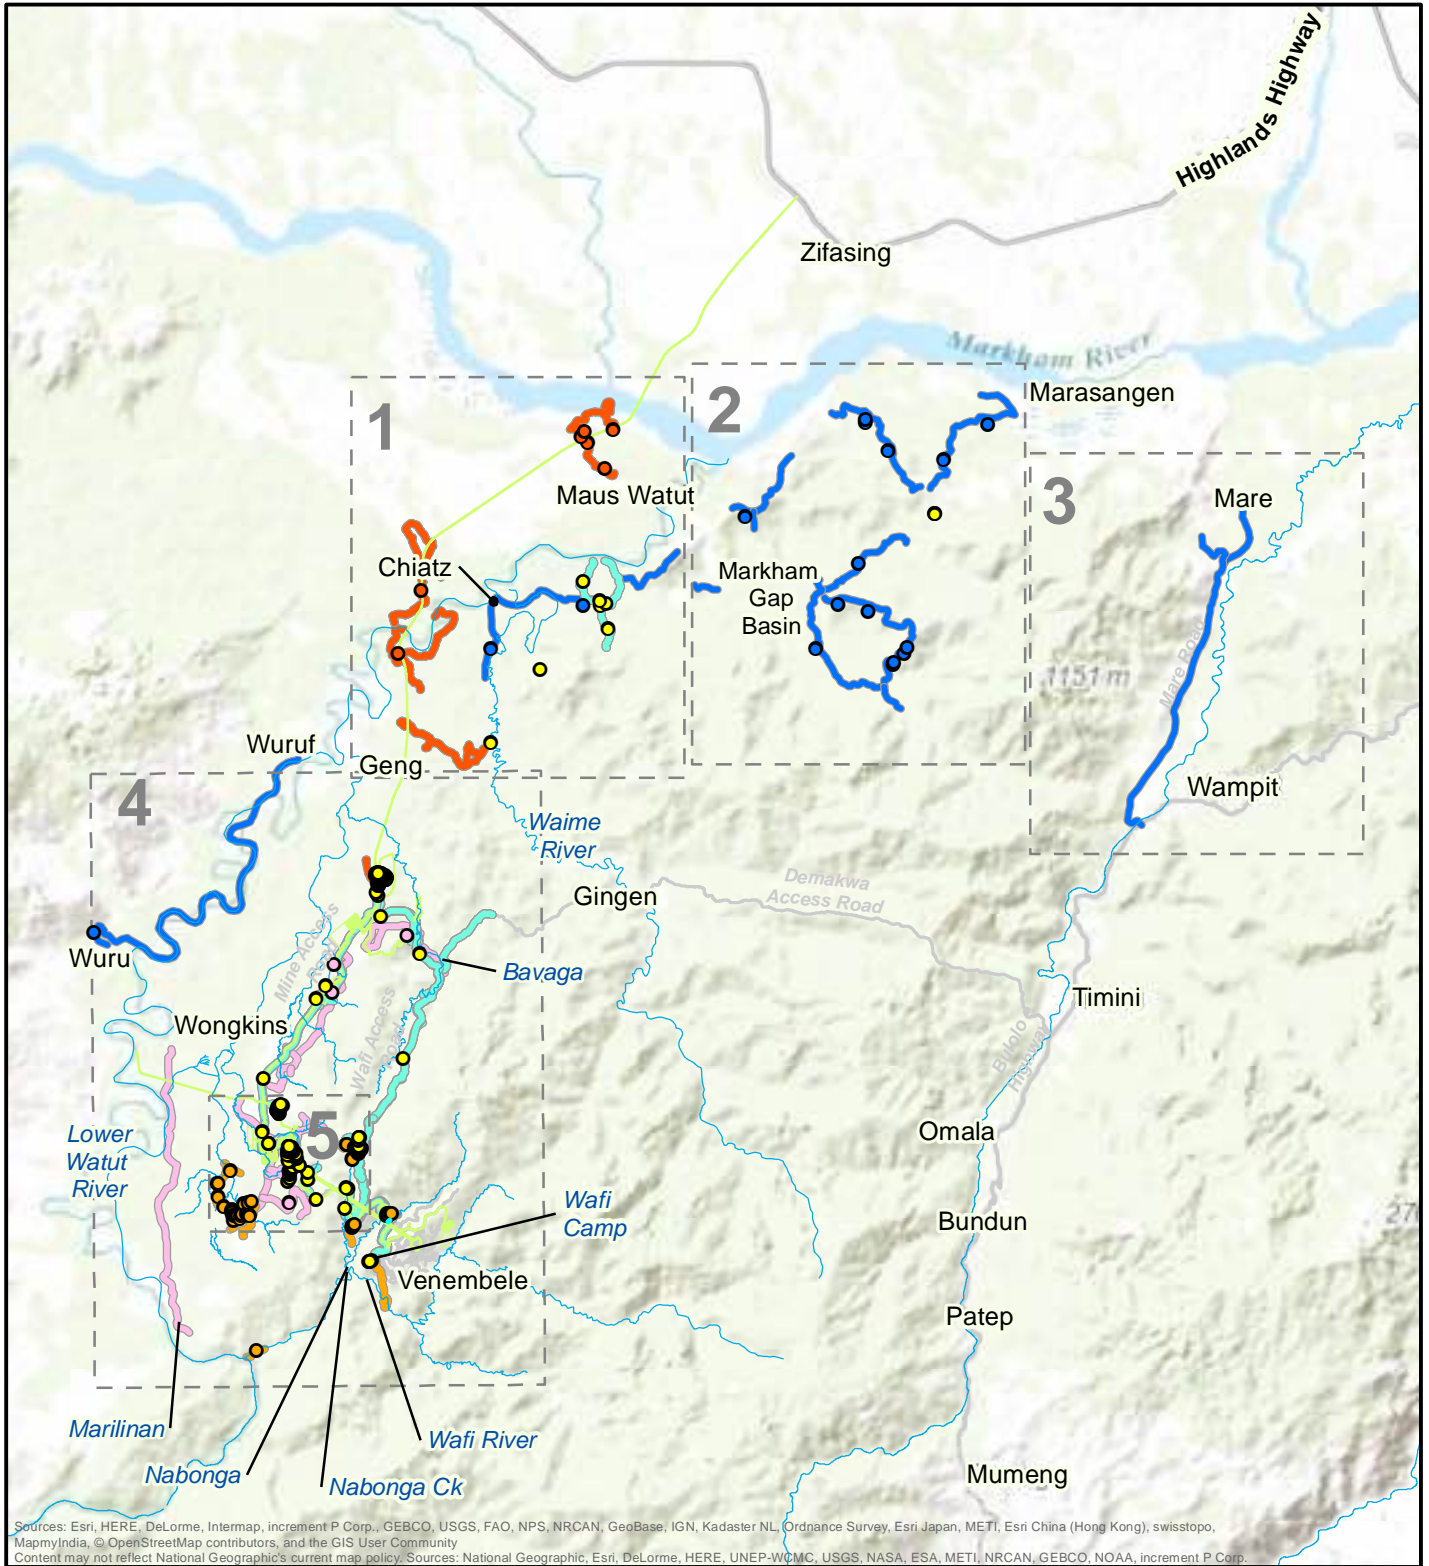 Highlands Highway
Zifasing
Markham River
Marasangen
1
2
3
Maus Watut
Mare
Chiatz
Markham
Gap
Basin
Mare Road
1151 m
Wuruf
Geng
Wampit
4
Waime
River
Gingen
Demakwa
Access Road
Mine Access
Road
Wuru
Bavaga
Timini
Wongkins
Wafi Access
Road
Bulolo
Highway
5
Lower
Watut
River
Omala
Wafi
Camp
Bundun
Venembele
Patep
Marilinan
Wafi River
Nabonga
Nabonga Ck
Mumeng
Sources: Esri, HERE, DeLorme, Intermap, increment P Corp., GEBCO, USGS, FAO, NPS, NRCAN, GeoBase, IGN, Kadaster NL, Ordnance Survey, Esri Japan, METI, Esri China (Hong Kong), swisstopo,
MapmyIndia, © OpenStreetMap contributors, and the GIS User Community
Content may not reflect National Geographic's current map policy. Sources: National Geographic, Esri, DeLorme, HERE, UNEP-WCMC, USGS, NASA, ESA, METI, NRCAN, GEBCO, NOAA, increment P Corp.